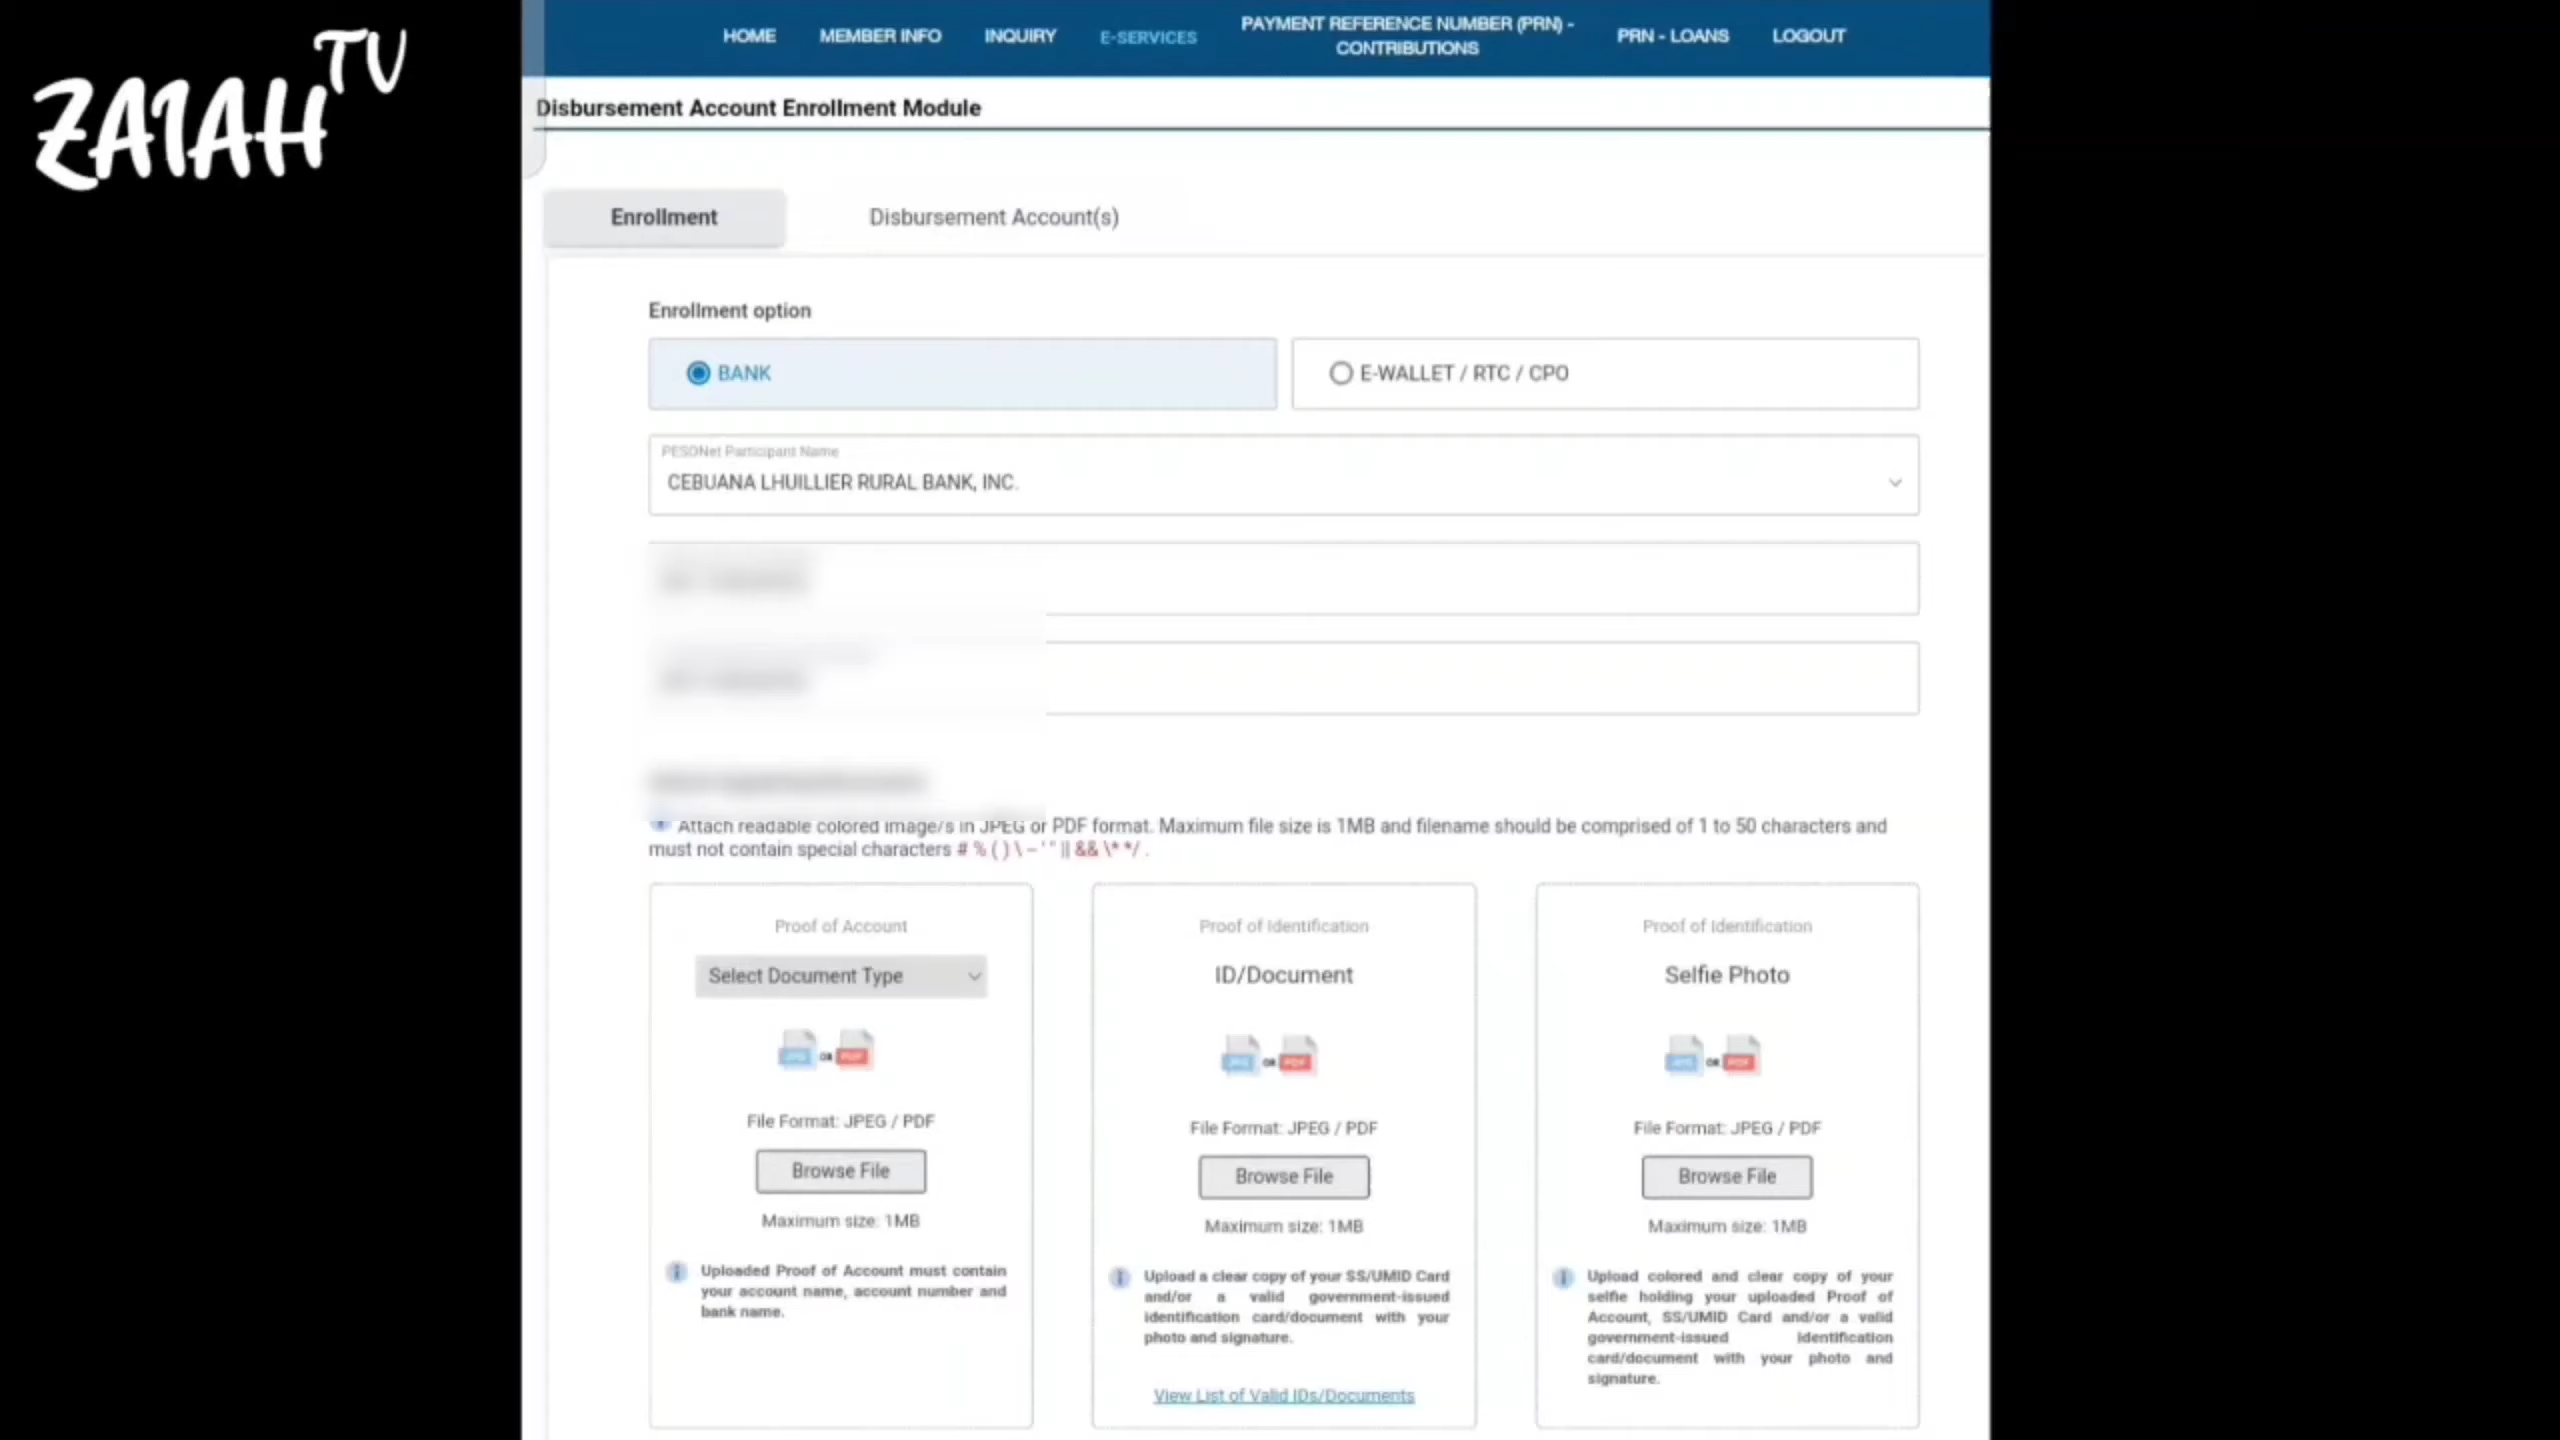 ZAIAH TV
HOME MEMBER INFO INQUIRY E-SERVICES PAYMENT REFERENCE NUMBER (PRN) - PRN - LOANS LOGOUT
CONTRIBUTIONS
Disbursement Account Enrollment Module
Enrollment Disbursement Account(s)
Enrollment option
BANK E-WALLET / RTC / CPO
PESONet Participant Name
CEBUANA LHUILLIER RURAL BANK, INC.
Attach readable colored image/s in JPEG or PDF format. Maximum file size is 1MB and filename should be comprised of 1 to 50 characters and
must not contain special characters # % ( ) \ – ' " || && \* */ .
Proof of Account
Select Document Type
JPG OR PDF
File Format: JPEG / PDF
Browse File
Maximum size: 1MB
Uploaded Proof of Account must contain
your account name, account number and
bank name.
Proof of Identification
ID/Document
JPG OR PDF
File Format: JPEG / PDF
Browse File
Maximum size: 1MB
Upload a clear copy of your SS/UMID Card
and/or a valid government-issued
identification card/document with your
photo and signature.
View List of Valid IDs/Documents
Proof of Identification
Selfie Photo
JPG OR PDF
File Format: JPEG / PDF
Browse File
Maximum size: 1MB
Upload colored and clear copy of your
selfie holding your uploaded Proof of
Account, SS/UMID Card and/or a valid
government-issued identification
card/document with your photo and
signature.